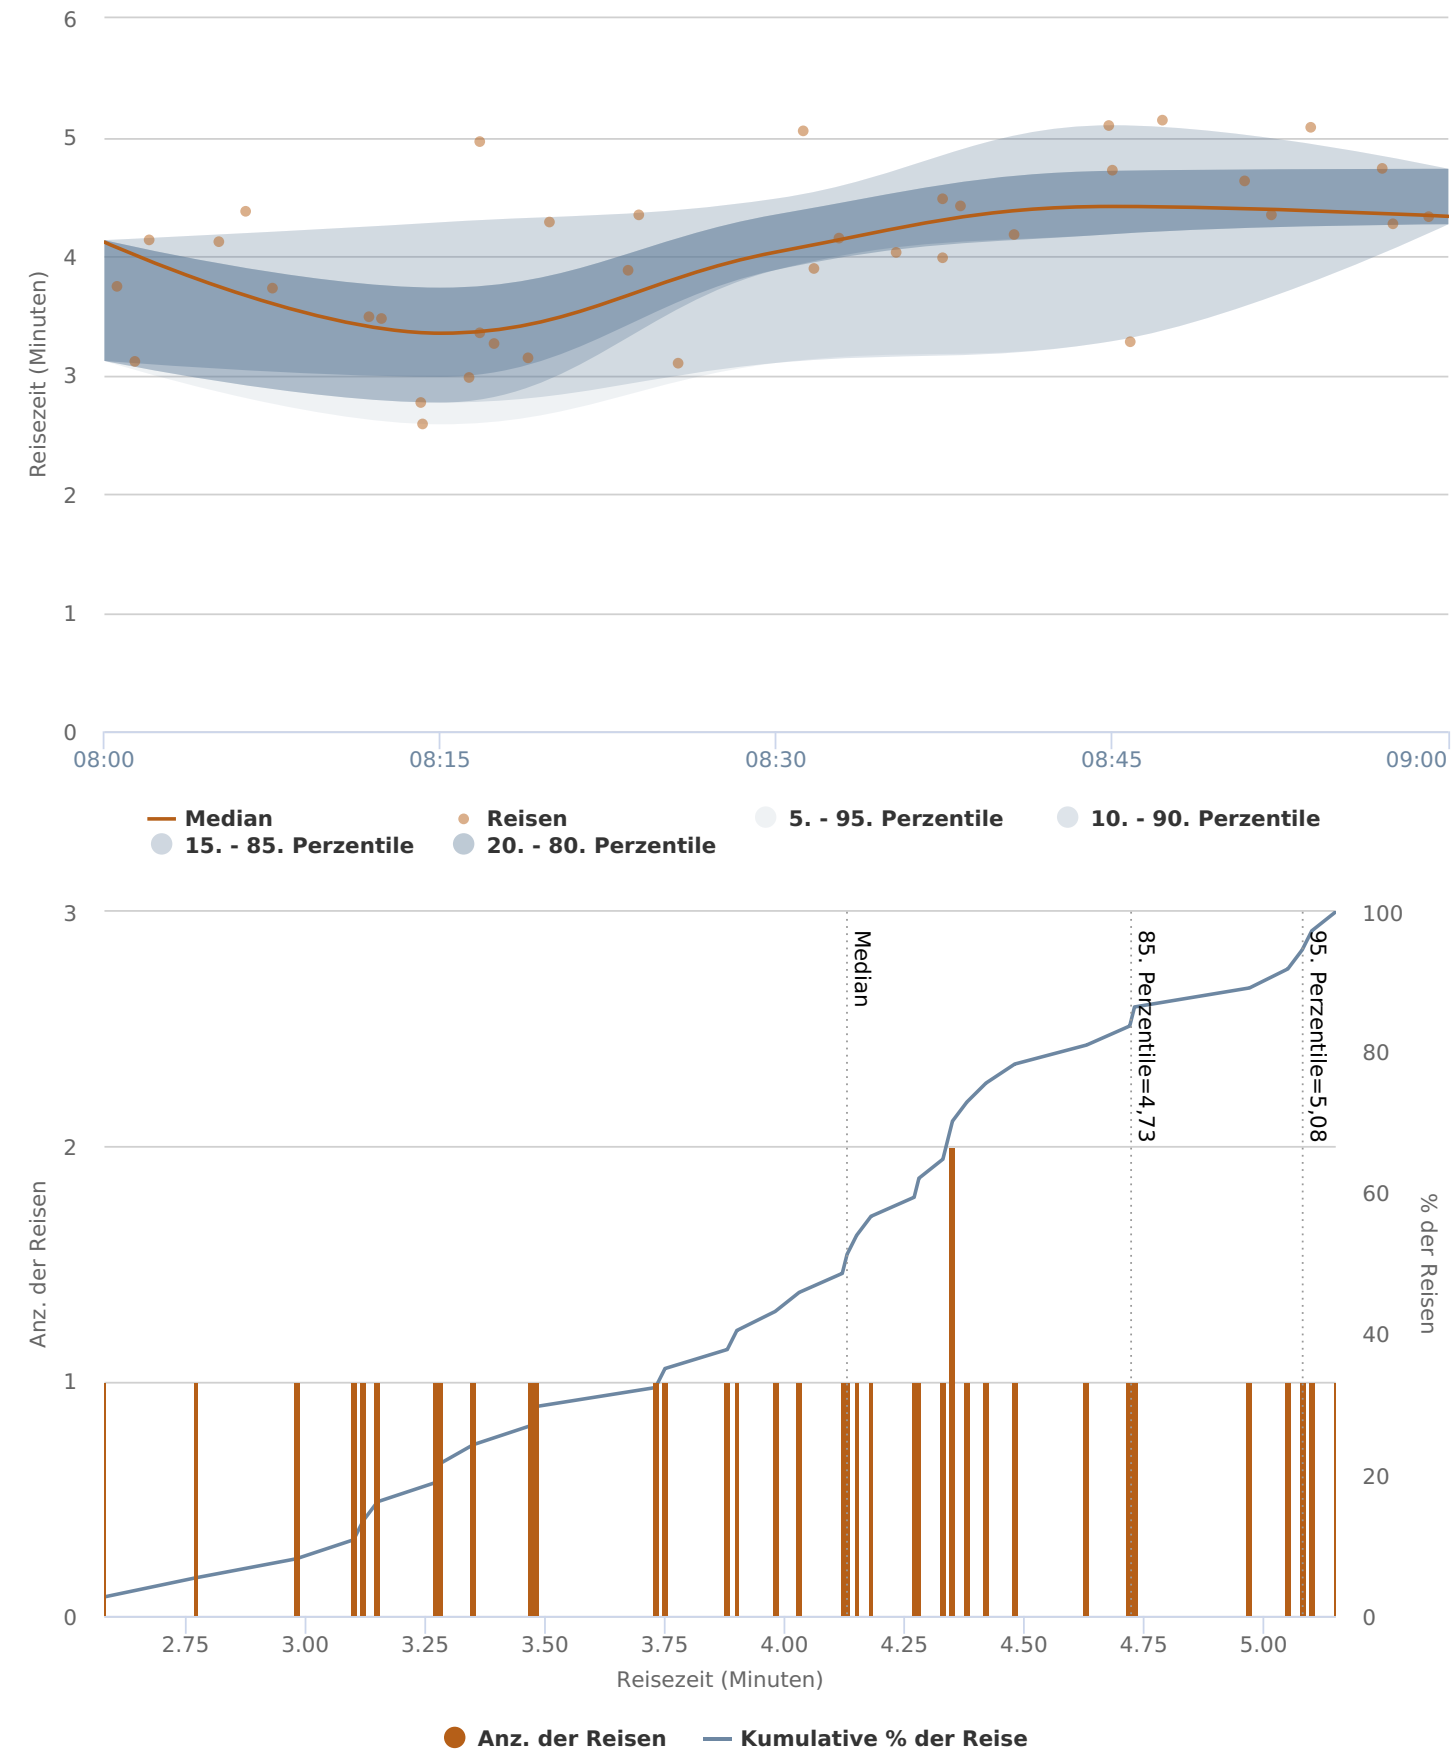 6
5
4
3
2
1
0
Reisezeit (Minuten)
08:00 08:15 08:30 08:45 09:00
Median Reisen 5. - 95. Perzentile 10. - 90. Perzentile
15. - 85. Perzentile 20. - 80. Perzentile
3
2
1
0
Anz. der Reisen
Median
85. Perzentile=4,73
95. Perzentile=5,08
100
80
60
40
20
0
% der Reisen
2.75 3.00 3.25 3.50 3.75 4.00 4.25 4.50 4.75 5.00
Reisezeit (Minuten)
Anz. der Reisen Kumulative % der Reise